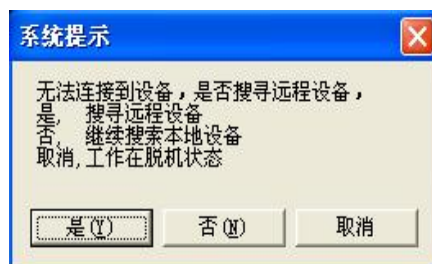 系统提示
无法连接到设备，是否搜寻远程设备，
是， 搜寻远程设备
否， 继续搜索本地设备
取消,工作在脱机状态
是(Y) 否(N) 取消